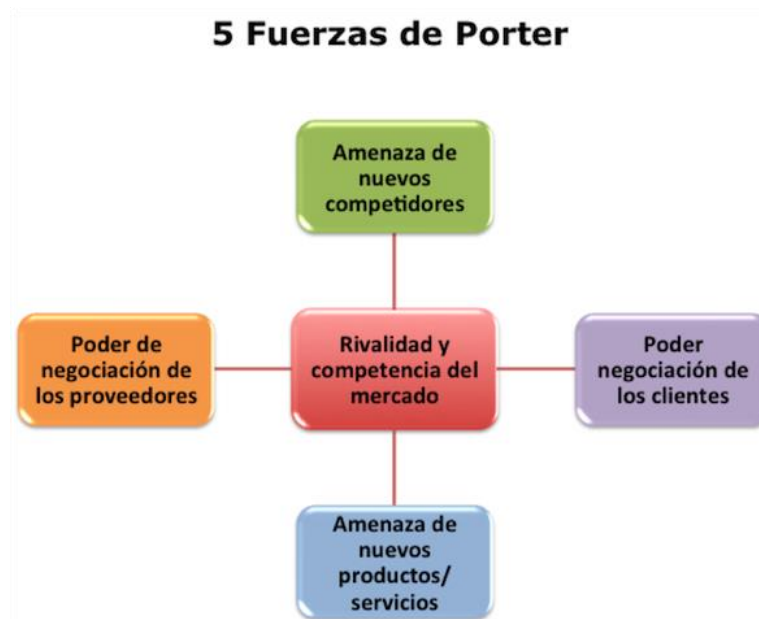 5 Fuerzas de Porter
Amenaza de
nuevos
competidores
Poder de
negociación de
los proveedores
Rivalidad y
competencia del
mercado
Poder
negociación de
los clientes
Amenaza de
nuevos
productos/
servicios